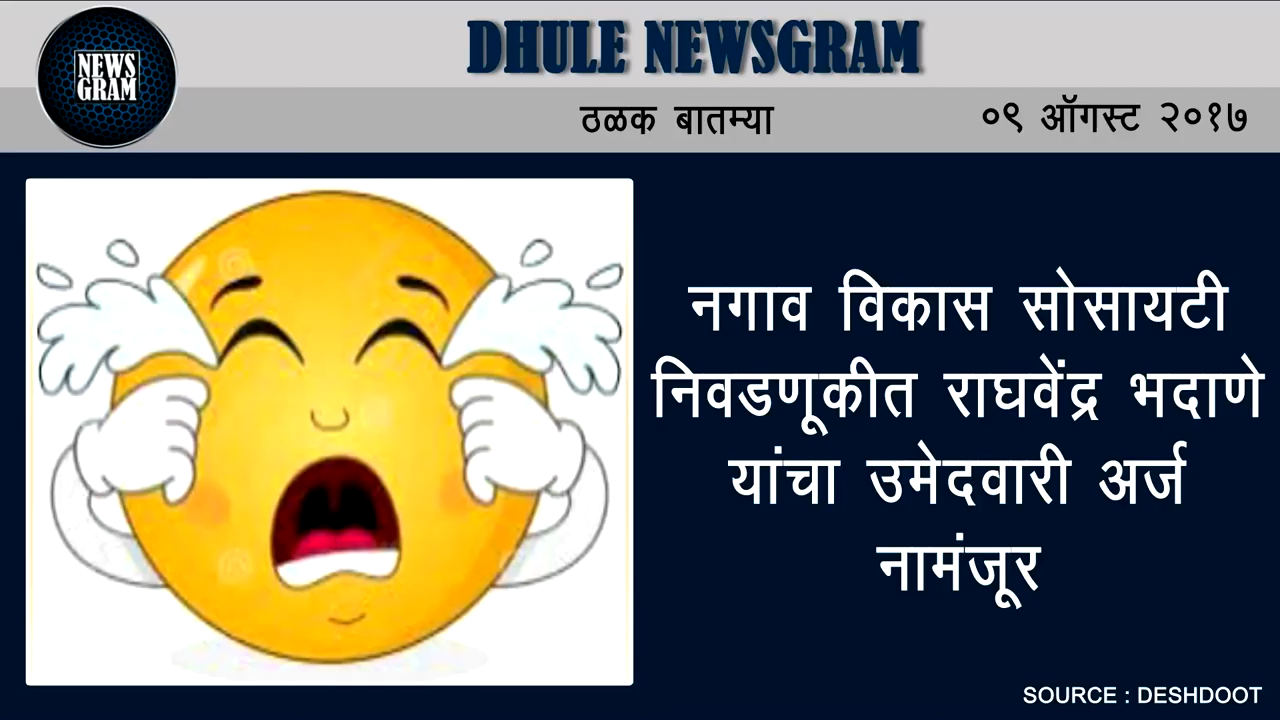 DHULE NEWSGRAM
NEWS
GRAM
ठळक बातम्या
०९ ऑगस्ट २०१७
नगाव विकास सोसायटी
निवडणूकीत राघवेंद्र भदाणे
यांचा उमेदवारी अर्ज
नामंजूर
SOURCE : DESHDOOT